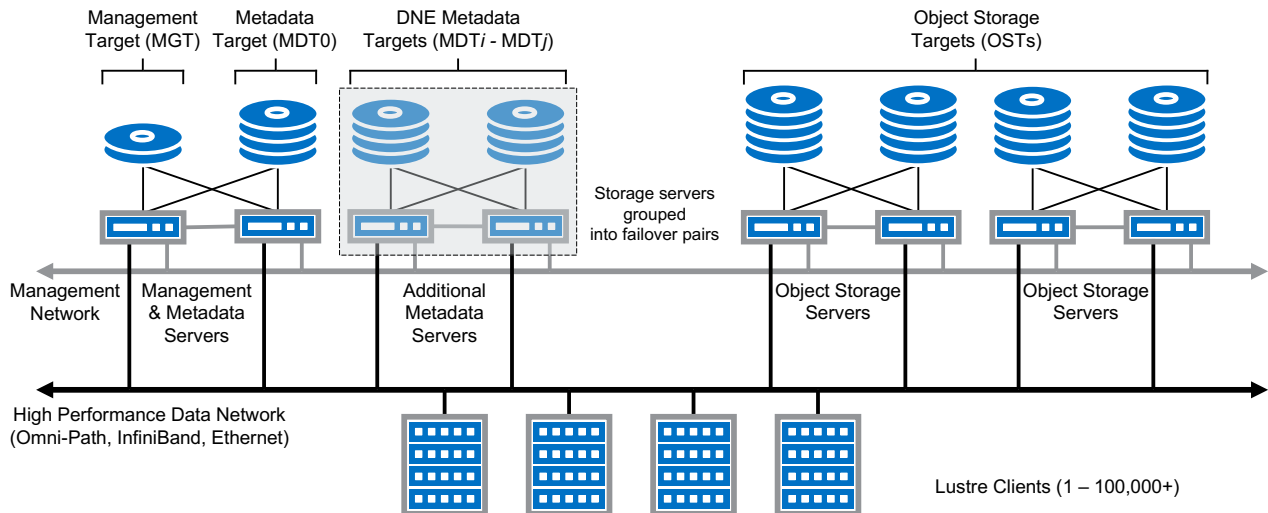 Management
Target (MGT)
Metadata
Target (MDT0)
DNE Metadata
Targets (MDTi - MDTj)
Object Storage
Targets (OSTs)
Storage servers
grouped
into failover pairs
Management
Network
Management
& Metadata
Servers
Additional
Metadata
Servers
Object Storage
Servers
Object Storage
Servers
High Performance Data Network
(Omni-Path, InfiniBand, Ethernet)
Lustre Clients (1 – 100,000+)